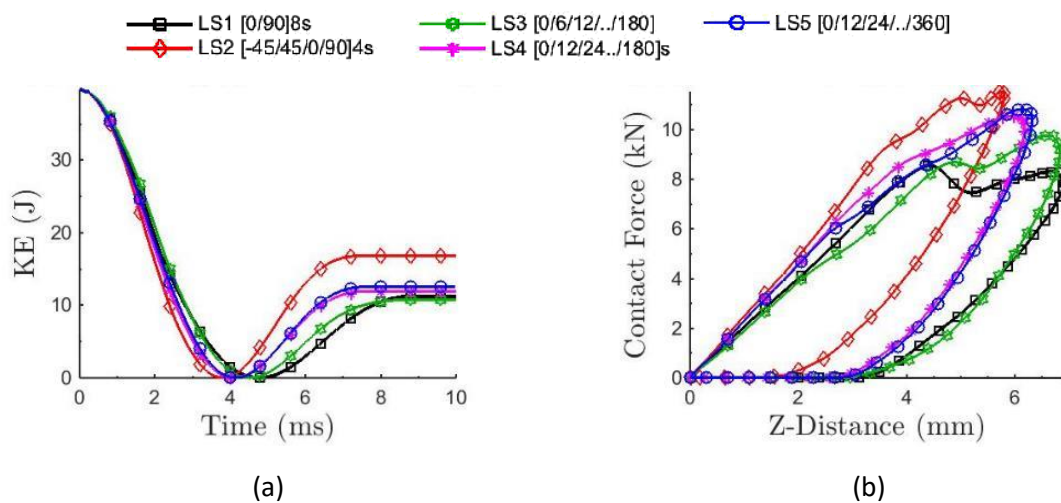 LS1 [0/90]8s LS3 [0/6/12/../180] LS5 [0/12/24/../360]
LS2 [-45/45/0/90]4s LS4 [0/12/24../180]s
KE (J)
30
20
10
0
0 2 4 6 8 10
Time (ms)
(a)
Contact Force (kN)
10
8
6
4
2
0
0 2 4 6
Z-Distance (mm)
(b)